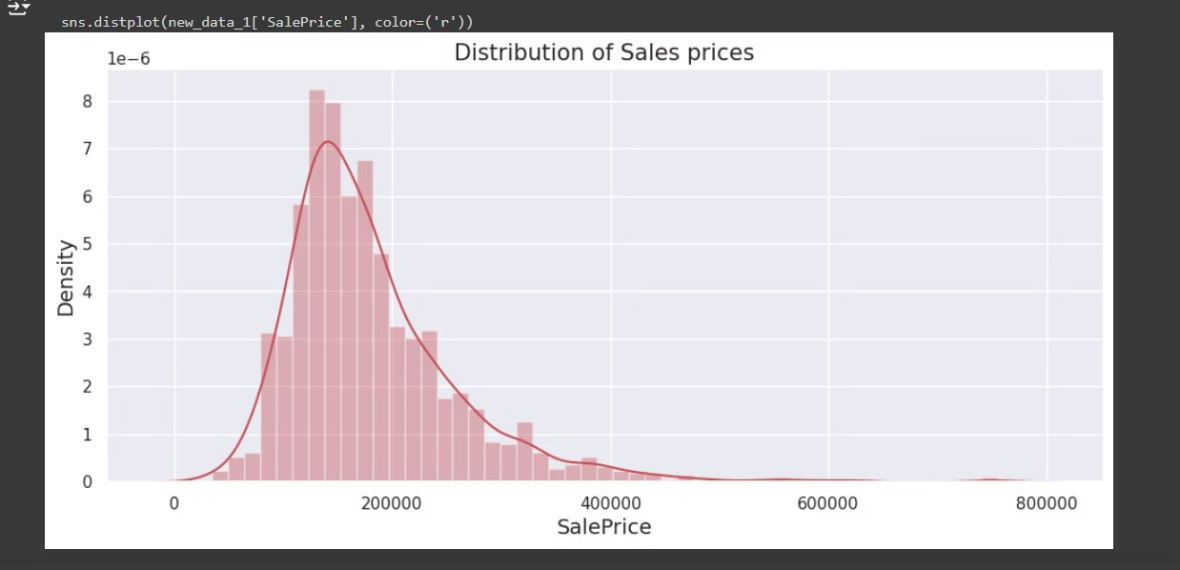 sns.distplot(new_data_1['SalePrice'], color=('r'))
Distribution of Sales prices
1e−6
8
7
6
5
4
3
2
1
0
Density
0 200000 400000 600000 800000
SalePrice